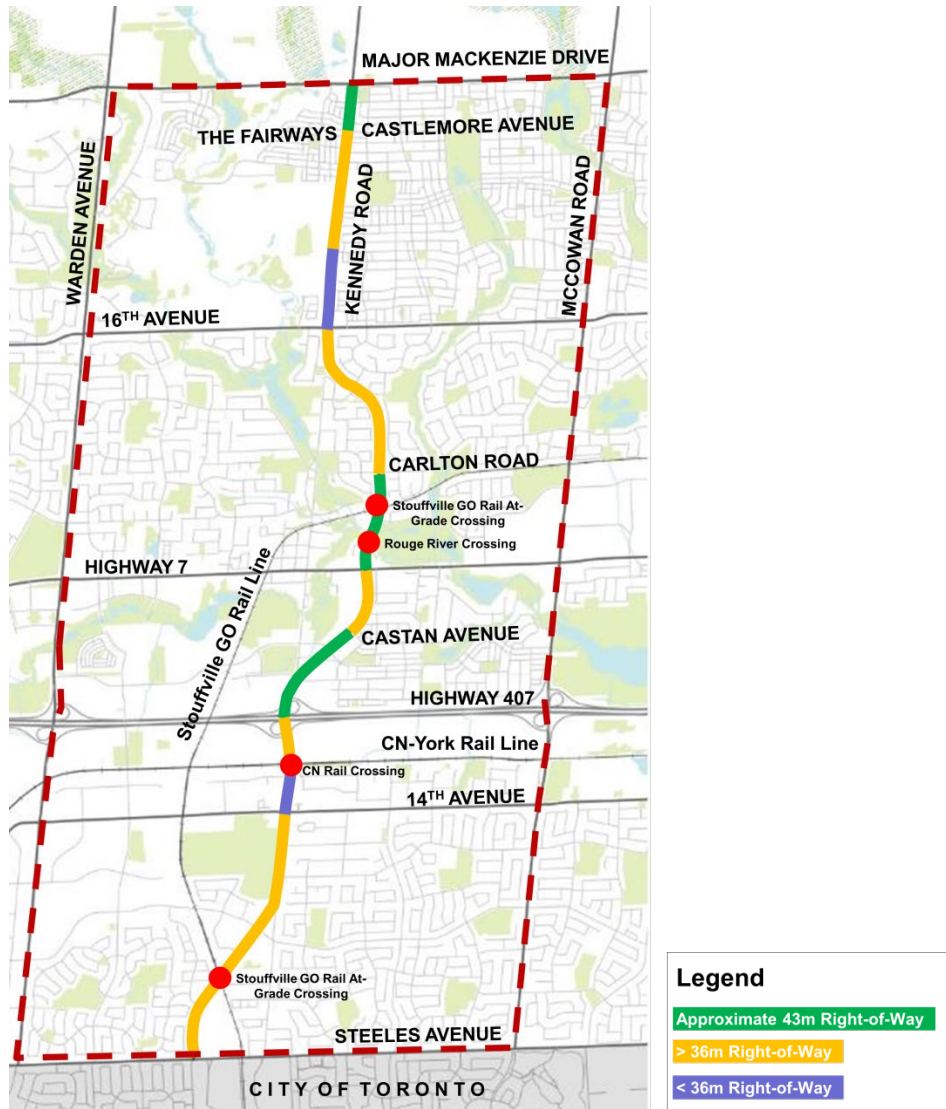 MAJOR MACKENZIE DRIVE
THE FAIRWAYS
CASTLEMORE AVENUE
WARDEN AVENUE
KENNEDY ROAD
MCCOWAN ROAD
16TH AVENUE
CARLTON ROAD
Stouffville GO Rail At-
Grade Crossing
Rouge River Crossing
HIGHWAY 7
Stouffville GO Rail Line
CASTAN AVENUE
HIGHWAY 407
CN-York Rail Line
CN Rail Crossing
14TH AVENUE
Stouffville GO Rail At-
Grade Crossing
STEELES AVENUE
CITY OF TORONTO
Legend
Approximate 43m Right-of-Way
> 36m Right-of-Way
< 36m Right-of-Way